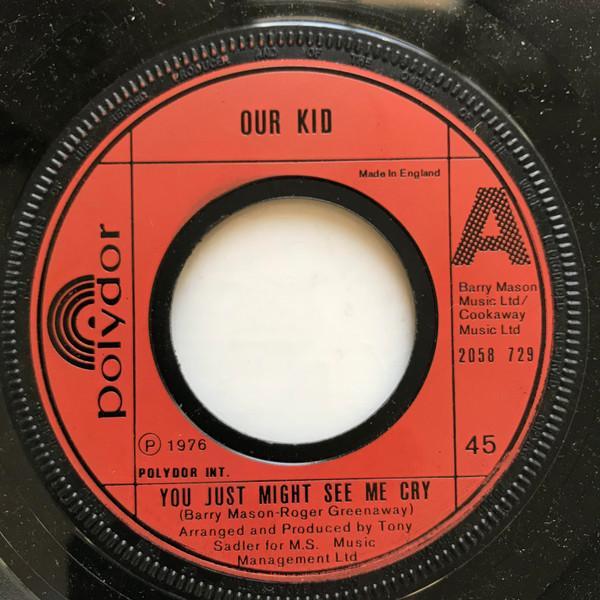 OUR KID
Made In England
A
polydor
Barry Mason
Music Ltd/
Cookaway
Music Ltd
2058 729
Ⓟ 1976
45
POLYDOR INT.
YOU JUST MIGHT SEE ME CRY
(Barry Mason-Roger Greenaway)
Arranged and Produced by Tony
Sadler for M.S. Music
Management Ltd